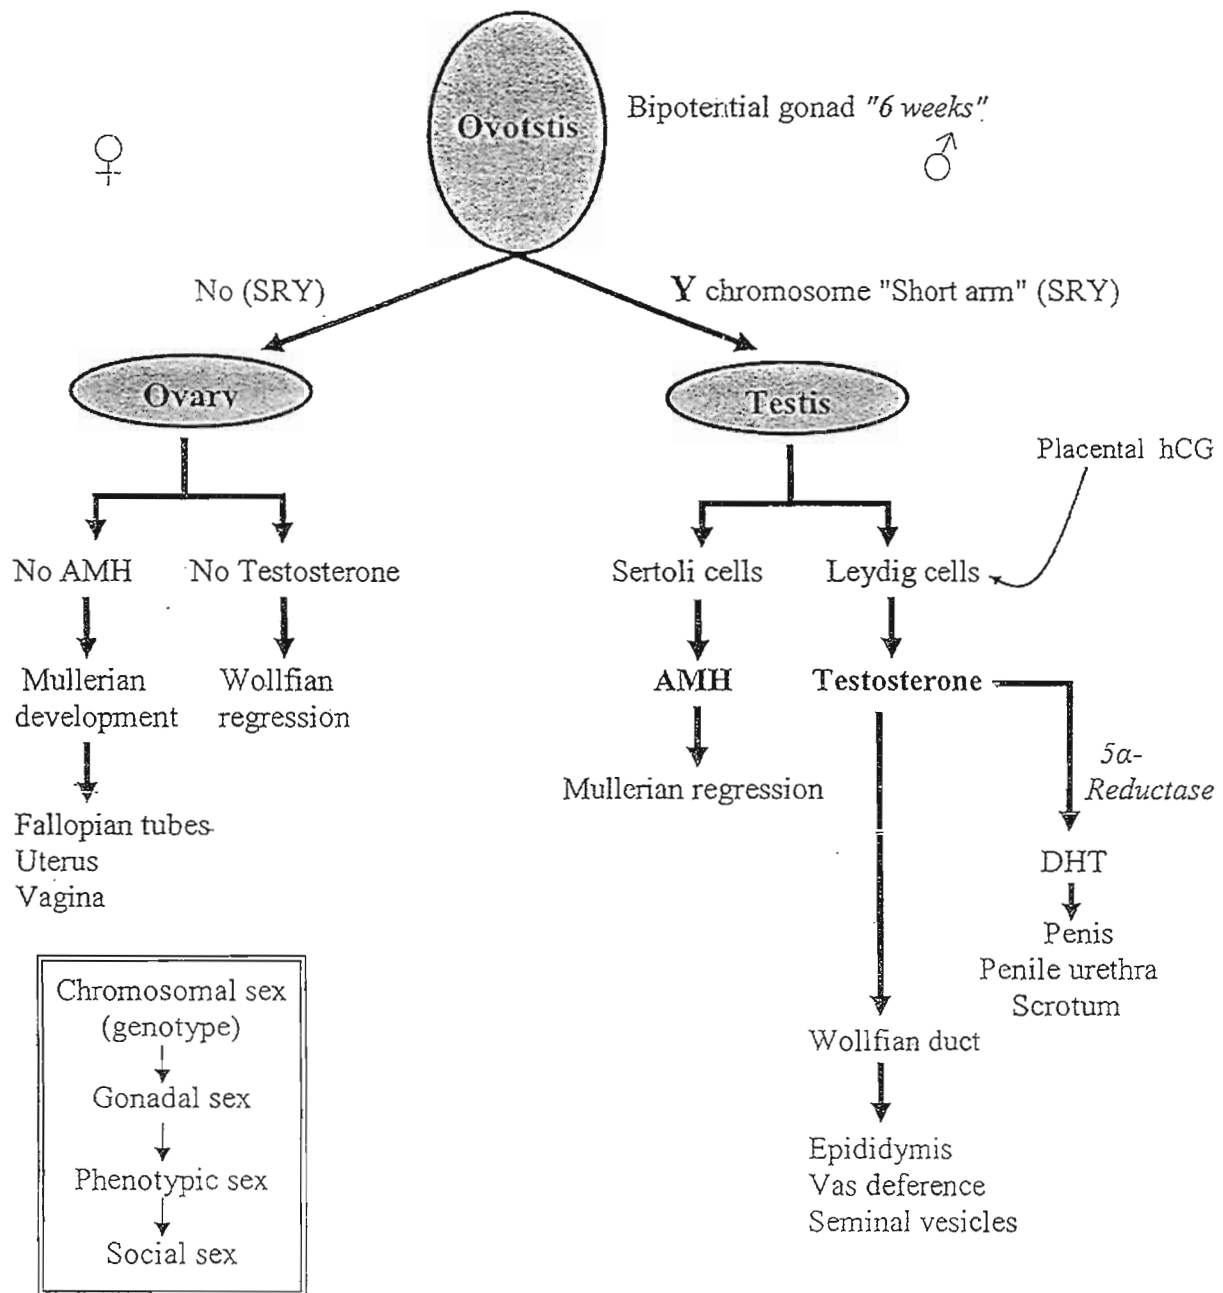 Ovotstis
Bipotential gonad "6 weeks".
♀
♂
No (SRY)
Y chromosome "Short arm" (SRY)
Ovary
Testis
Placental hCG
No AMH
No Testosterone
Sertoli cells
Leydig cells
Mullerian
development
Wollfian
regression
AMH
Testosterone
5α-
Reductase
Mullerian regression
Fallopian tubes
Uterus
Vagina
DHT
Penis
Penile urethra
Scrotum
Wollfian duct
Epididymis
Vas deference
Seminal vesicles
Chromosomal sex
(genotype)
Gonadal sex
Phenotypic sex
Social sex